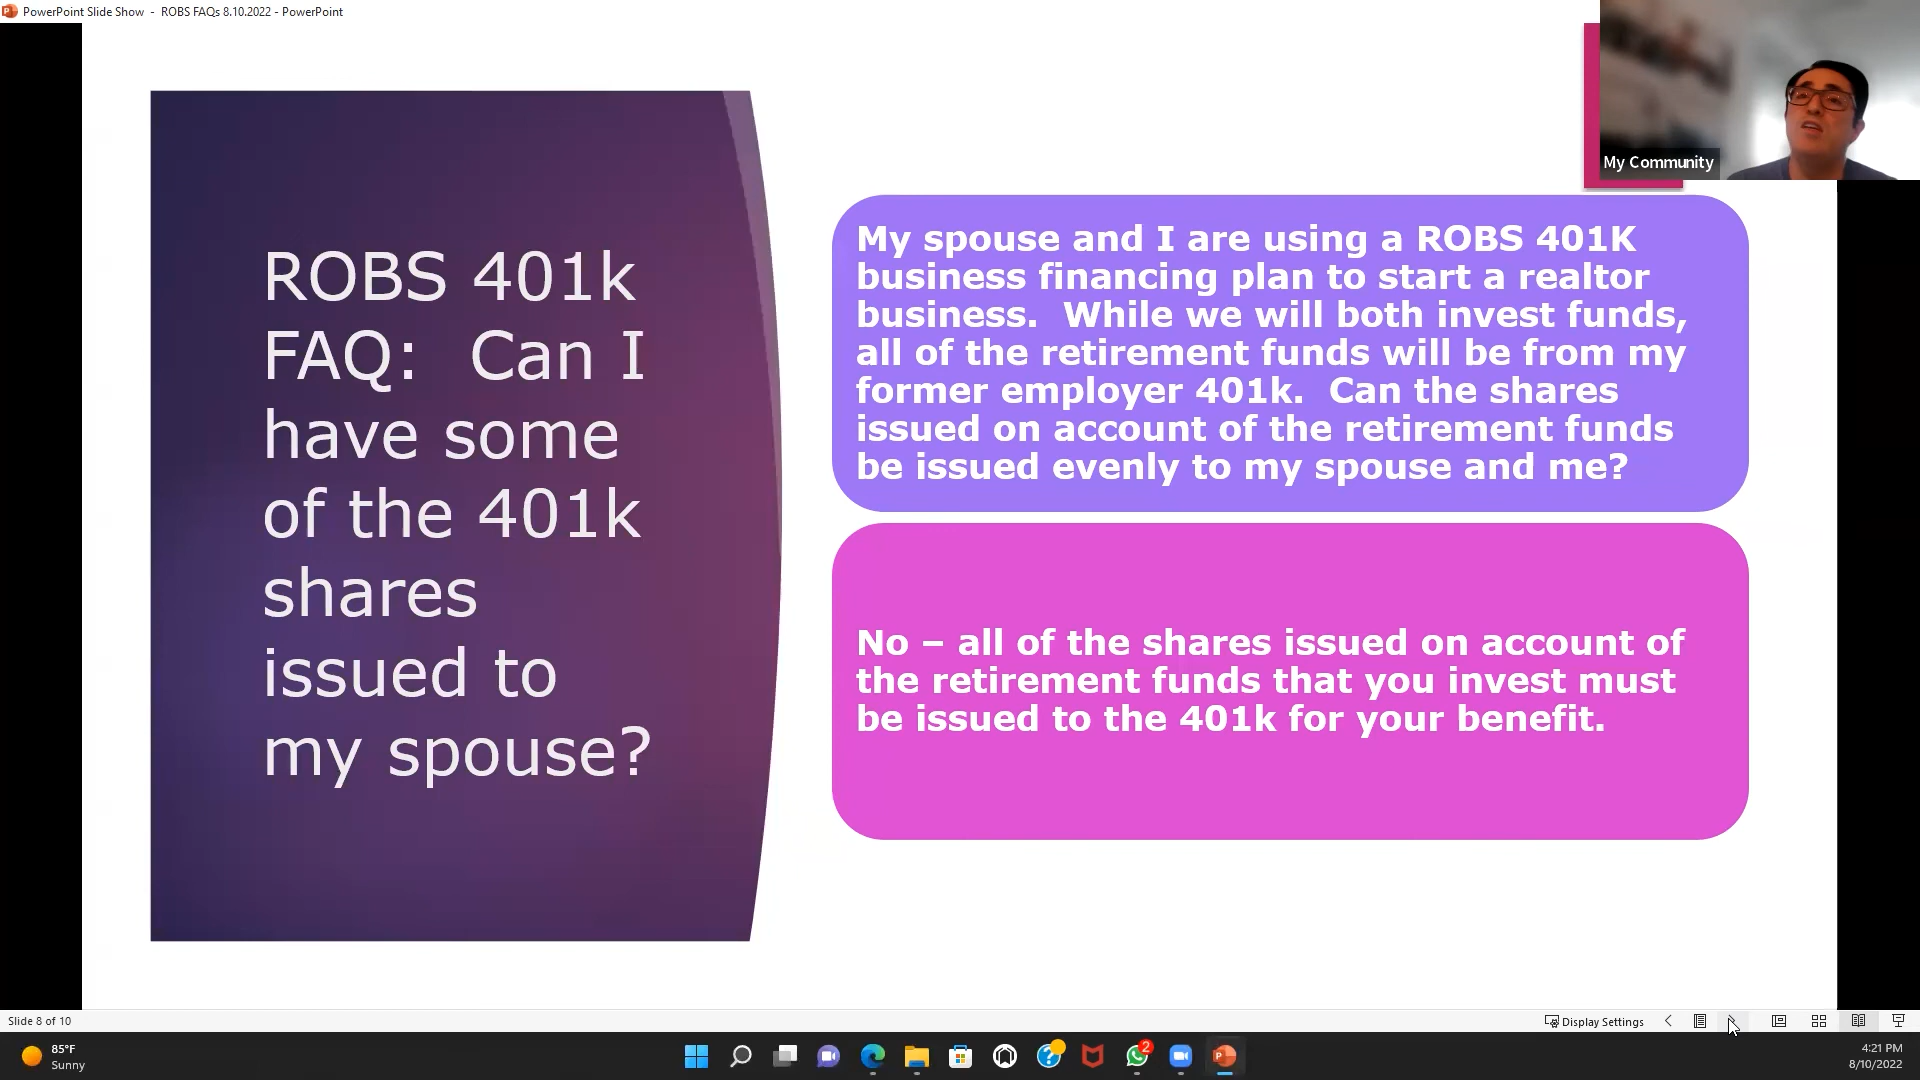 PowerPoint Slide Show - ROBS FAQs 8.10.2022 - PowerPoint
My Community
ROBS 401k
FAQ: Can I
have some
of the 401k
shares
issued to
my spouse?
My spouse and I are using a ROBS 401K
business financing plan to start a realtor
business. While we will both invest funds,
all of the retirement funds will be from my
former employer 401k. Can the shares
issued on account of the retirement funds
be issued evenly to my spouse and me?
No – all of the shares issued on account of
the retirement funds that you invest must
be issued to the 401k for your benefit.
Slide 8 of 10
Display Settings
85°F
Sunny
2
4:21 PM
8/10/2022